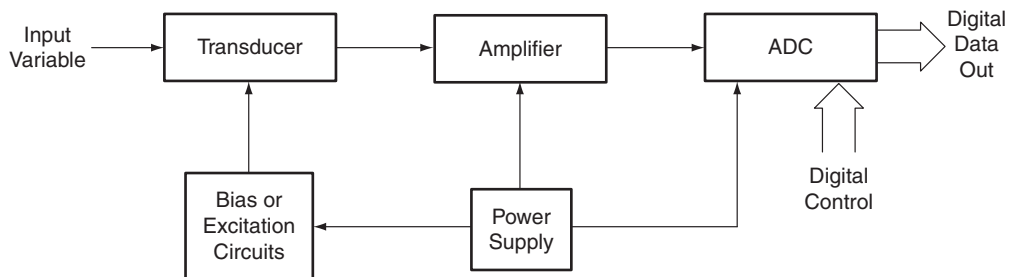 Input
Variable
Transducer
Amplifier
ADC
Digital
Data
Out
Bias or
Excitation
Circuits
Power
Supply
Digital
Control